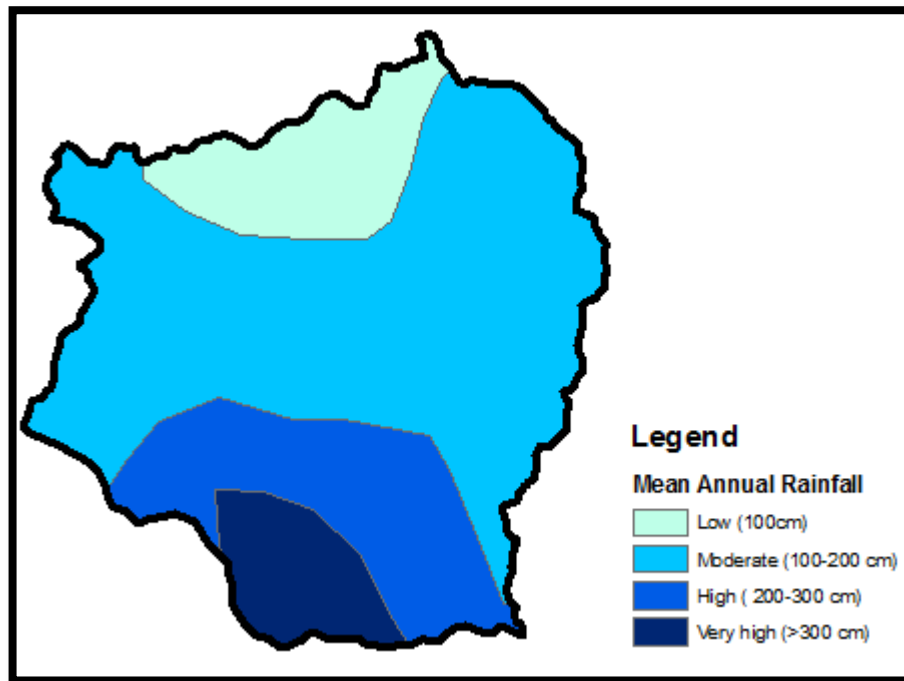 Legend
Mean Annual Rainfall
Low (100cm)
Moderate (100-200 cm)
High ( 200-300 cm)
Very high (>300 cm)